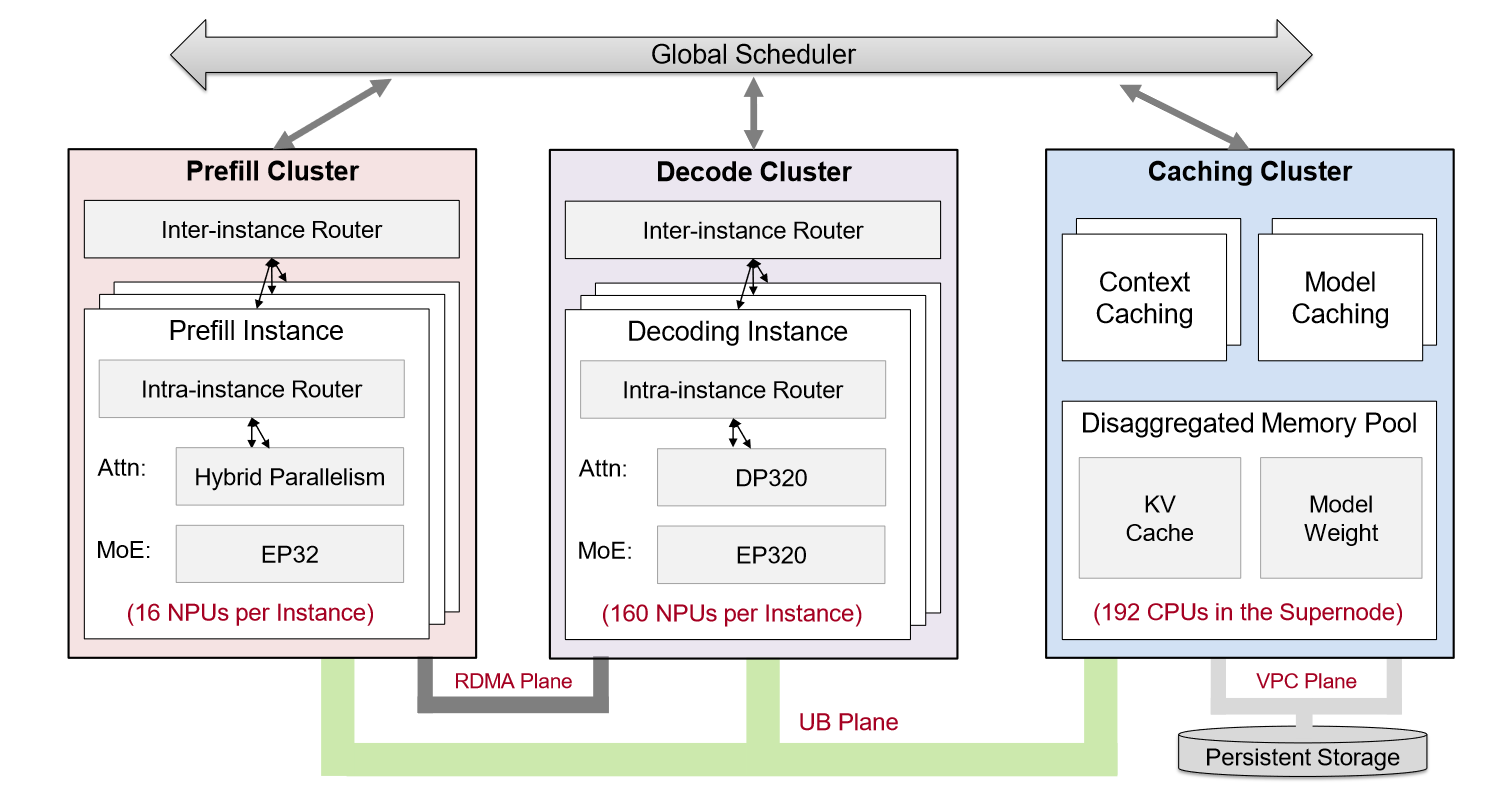 Global Scheduler
Prefill Cluster
Inter-instance Router
Prefill Instance
Intra-instance Router
Attn:
Hybrid Parallelism
MoE:
EP32
(16 NPUs per Instance)
Decode Cluster
Inter-instance Router
Decoding Instance
Intra-instance Router
Attn:
DP320
MoE:
EP320
(160 NPUs per Instance)
Caching Cluster
Context
Caching
Model
Caching
Disaggregated Memory Pool
KV
Cache
Model
Weight
(192 CPUs in the Supernode)
RDMA Plane
UB Plane
VPC Plane
Persistent Storage